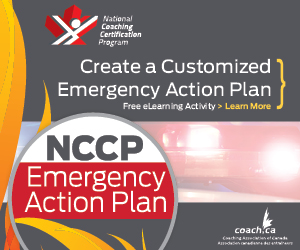 National
Coaching
Certification
Program
Create a Customized
Emergency Action Plan
Free eLearning Activity > Learn More
NCCP
Emergency
Action Plan
coach.ca
Coaching Association of Canada
Association canadienne des entraîneurs